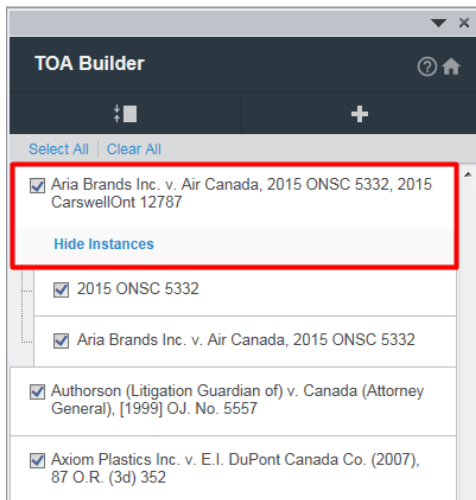 TOA Builder
Select All | Clear All
Aria Brands Inc. v. Air Canada, 2015 ONSC 5332, 2015
CarswellOnt 12787
Hide Instances
2015 ONSC 5332
Aria Brands Inc. v. Air Canada, 2015 ONSC 5332
Authorson (Litigation Guardian of) v. Canada (Attorney
General), [1999] OJ. No. 5557
Axiom Plastics Inc. v. E.I. DuPont Canada Co. (2007),
87 O.R. (3d) 352